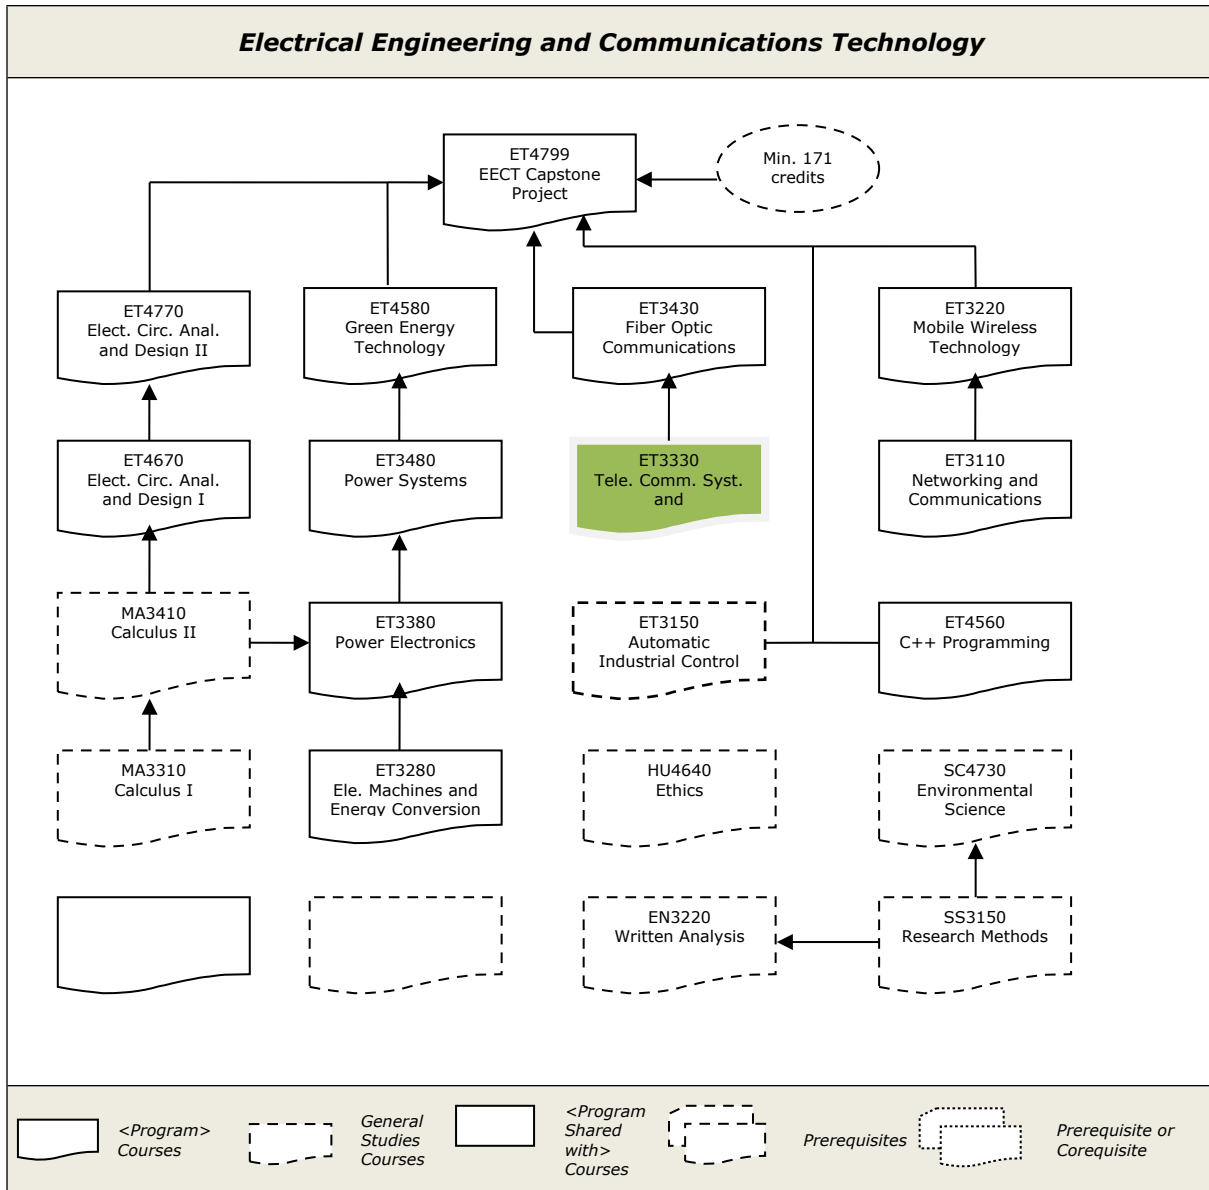 Electrical Engineering and Communications Technology
ET4799
EECT Capstone
Project
Min. 171
credits
ET4770
Elect. Circ. Anal.
and Design II
ET4580
Green Energy
Technology
ET3430
Fiber Optic
Communications
ET3220
Mobile Wireless
Technology
ET4670
Elect. Circ. Anal.
and Design I
ET3480
Power Systems
ET3330
Tele. Comm. Syst.
and
ET3110
Networking and
Communications
MA3410
Calculus II
ET3380
Power Electronics
ET3150
Automatic
Industrial Control
ET4560
C++ Programming
MA3310
Calculus I
ET3280
Ele. Machines and
Energy Conversion
HU4640
Ethics
SC4730
Environmental
Science
EN3220
Written Analysis
SS3150
Research Methods
<Program>
Courses
General
Studies
Courses
<Program
Shared
with>
Courses
Prerequisites
Prerequisite or
Corequisite